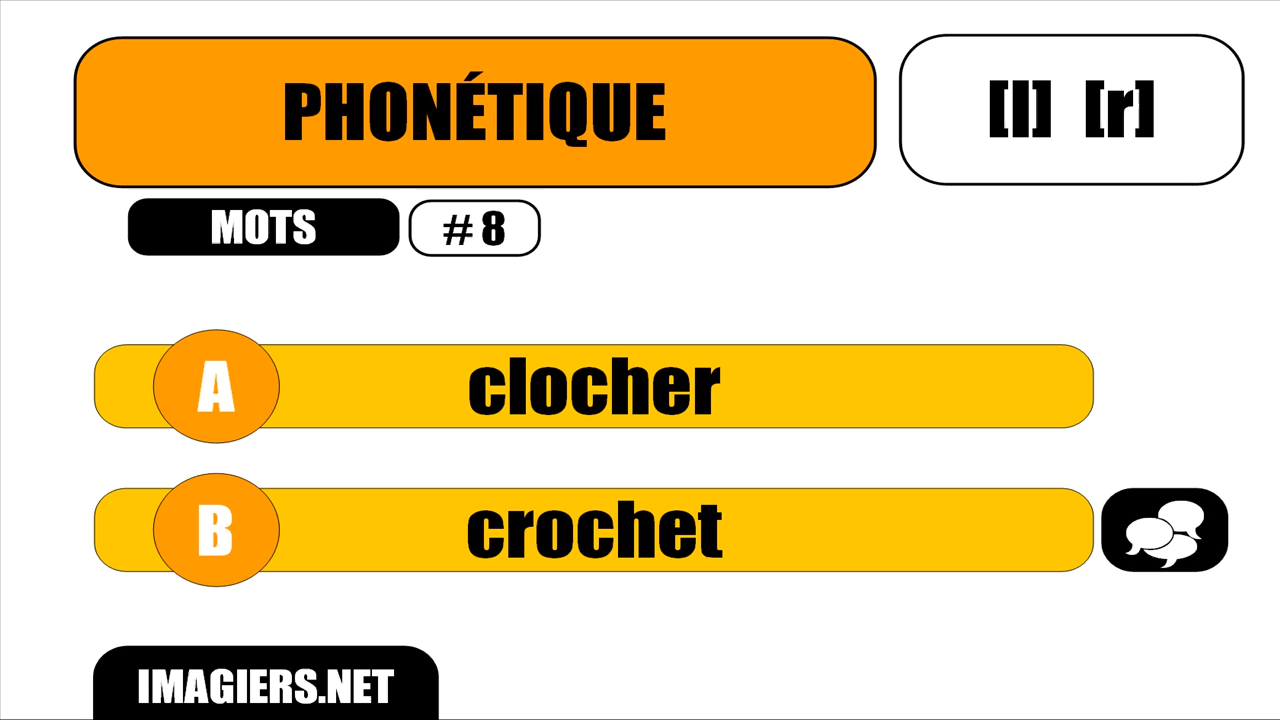 PHONÉTIQUE
[l] [r]
MOTS
# 8
A
clocher
B
crochet
IMAGIERS.NET